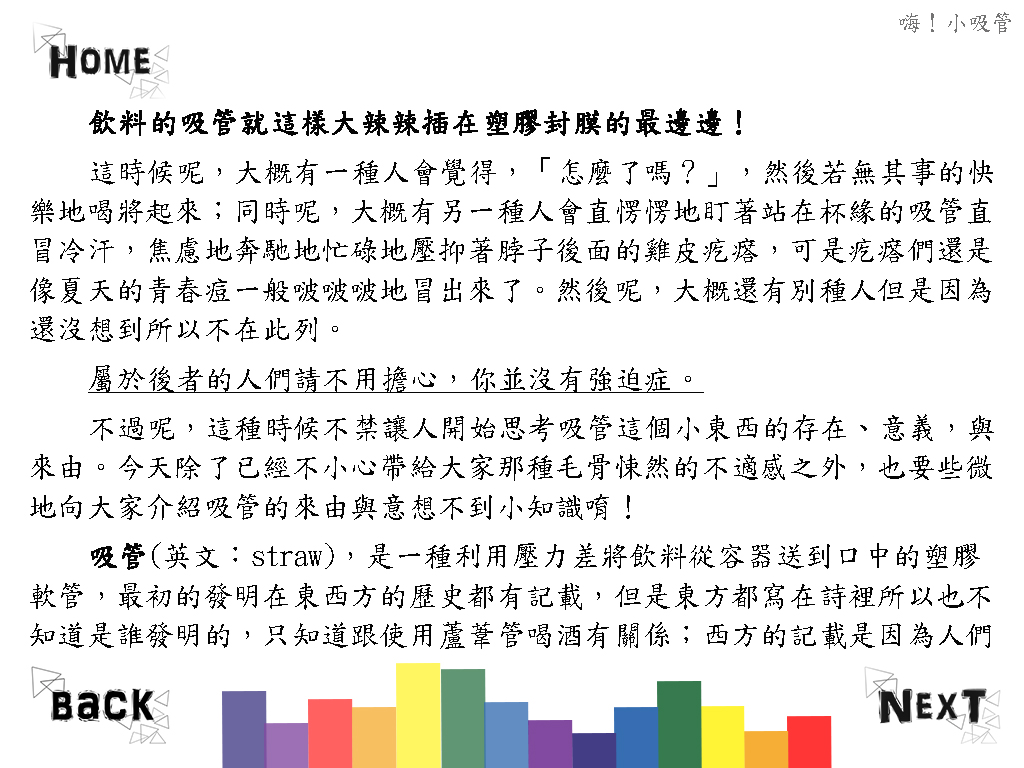 嗨！小吸管
HOME
飲料的吸管就這樣大辣辣插在塑膠封膜的最邊邊！
這時候呢，大概有一種人會覺得，「怎麼了嗎？」，然後若無其事的快
樂地喝將起來；同時呢，大概有另一種人會直愣愣地盯著站在杯緣的吸管直
冒冷汗，焦慮地奔馳地忙碌地壓抑著脖子後面的雞皮疙瘩，可是疙瘩們還是
像夏天的青春痘一般啵啵啵地冒出來了。然後呢，大概還有別種人但是因為
還沒想到所以不在此列。
屬於後者的人們請不用擔心，你並沒有強迫症。
不過呢，這種時候不禁讓人開始思考吸管這個小東西的存在、意義，與
來由。今天除了已經不小心帶給大家那種毛骨悚然的不適感之外，也要些微
地向大家介紹吸管的來由與意想不到小知識唷！
吸管(英文：straw)，是一種利用壓力差將飲料從容器送到口中的塑膠
軟管，最初的發明在東西方的歷史都有記載，但是東方都寫在詩裡所以也不
知道是誰發明的，只知道跟使用蘆葦管喝酒有關係；西方的記載是因為人們
BACK
NEXT